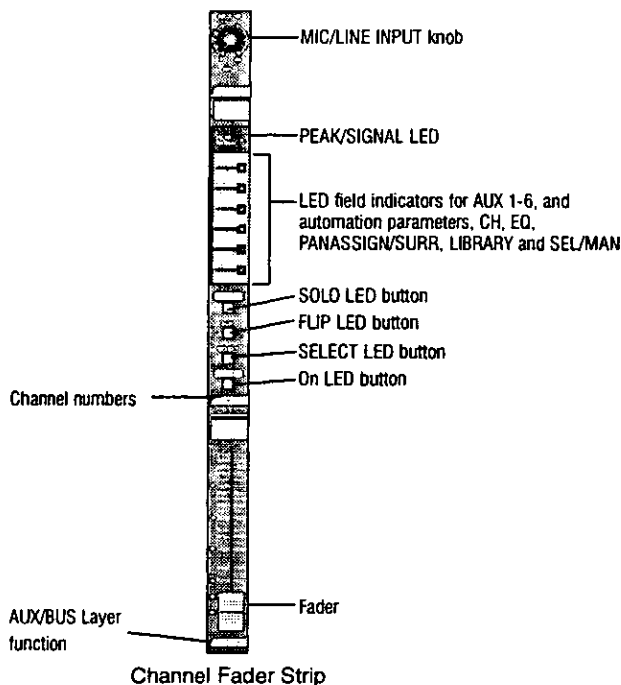 MIC/LINE INPUT knob
PEAK/SIGNAL LED
LED field indicators for AUX 1-6, and
automation parameters, CH, EQ,
PANASSIGN/SURR, LIBRARY and SEL/MAN
SOLO LED button
FLIP LED button
SELECT LED button
On LED button
Channel numbers
Fader
AUX/BUS Layer
function
Channel Fader Strip